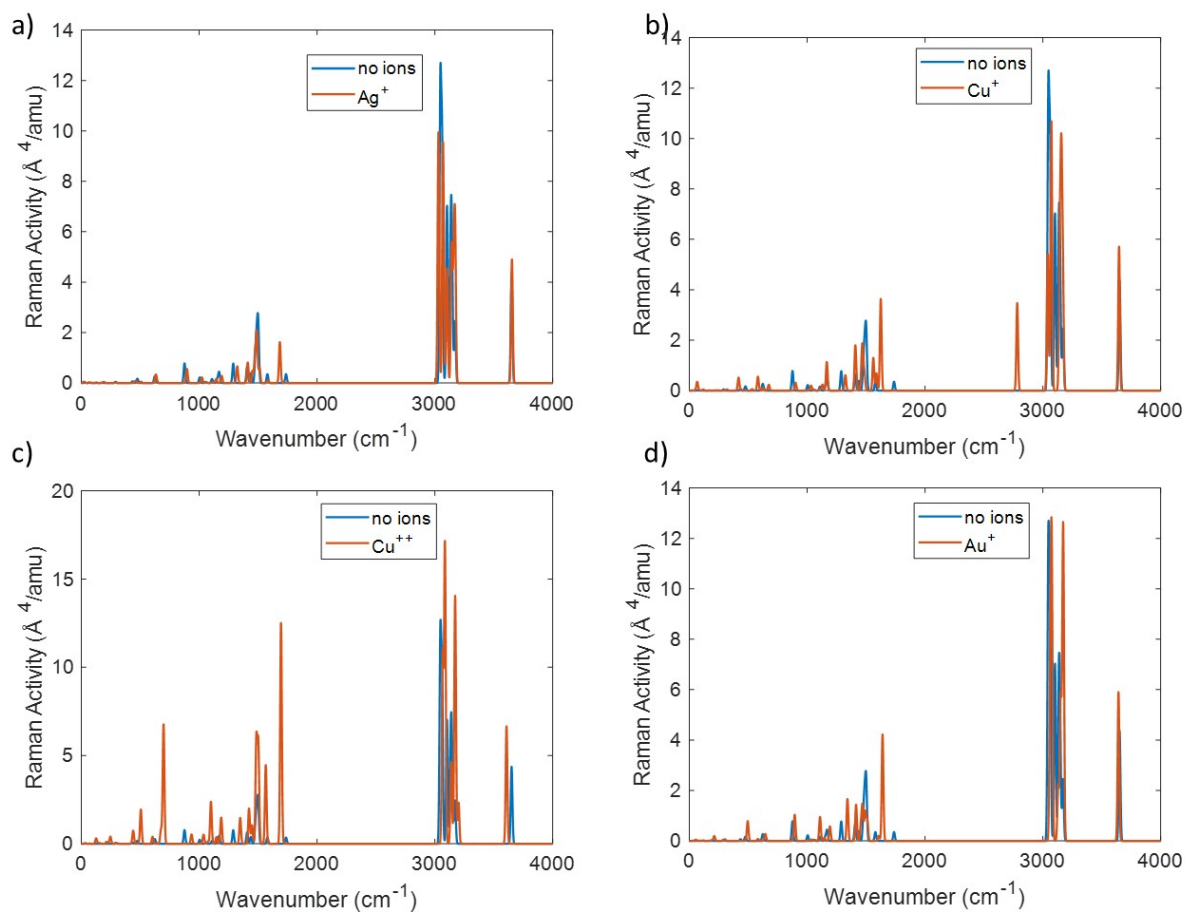 a)
14
12
10
8
6
4
2
0
Raman Activity (Å ⁴/amu)
no ions
Ag⁺
0 1000 2000 3000 4000
Wavenumber (cm⁻¹)
b)
14
12
10
8
6
4
2
0
Raman Activity (Å ⁴/amu)
no ions
Cu⁺
0 1000 2000 3000 4000
Wavenumber (cm⁻¹)
c)
20
15
10
5
0
Raman Activity (Å ⁴/amu)
no ions
Cu⁺⁺
0 1000 2000 3000 4000
Wavenumber (cm⁻¹)
d)
14
12
10
8
6
4
2
0
Raman Activity (Å ⁴/amu)
no ions
Au⁺
0 1000 2000 3000 4000
Wavenumber (cm⁻¹)